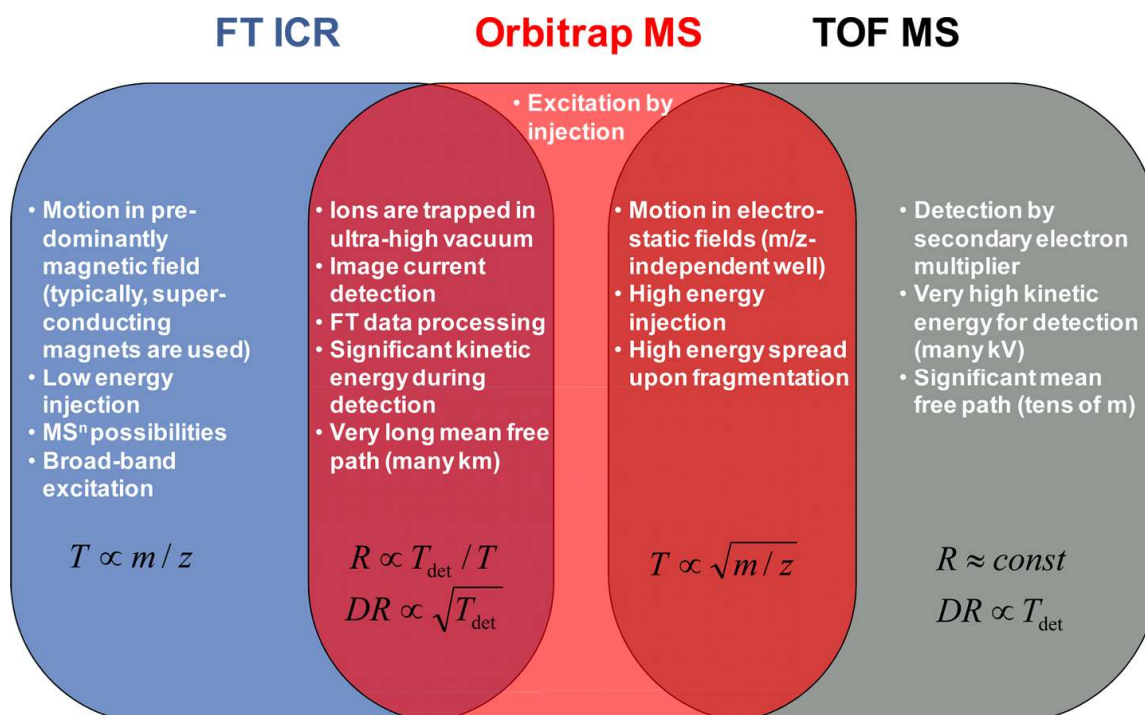 FT ICR
Orbitrap MS
TOF MS
• Excitation by
injection
• Motion in pre-
dominantly
magnetic field
(typically, super-
conducting
magnets are used)
• Low energy
injection
• MSⁿ possibilities
• Broad-band
excitation
T ∝ m / z
• Ions are trapped in
ultra-high vacuum
• Image current
detection
• FT data processing
• Significant kinetic
energy during
detection
• Very long mean free
path (many km)
R ∝ T_det / T
DR ∝ √T_det
• Motion in electro-
static fields (m/z-
independent well)
• High energy
injection
• High energy spread
upon fragmentation
T ∝ √m / z
• Detection by
secondary electron
multiplier
• Very high kinetic
energy for detection
(many kV)
• Significant mean
free path (tens of m)
R ≈ const
DR ∝ T_det